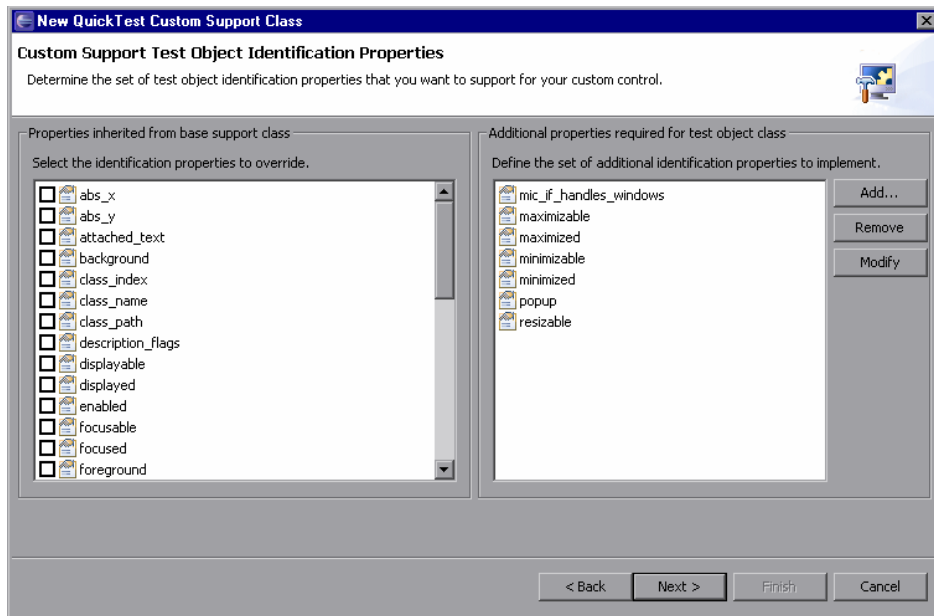 New QuickTest Custom Support Class
Custom Support Test Object Identification Properties
Determine the set of test object identification properties that you want to support for your custom control.
Properties inherited from base support class
Select the identification properties to override.
abs_x
abs_y
attached_text
background
class_index
class_name
class_path
description_flags
displayable
displayed
enabled
focusable
focused
foreground
Additional properties required for test object class
Define the set of additional identification properties to implement.
mic_if_handles_windows
maximizable
maximized
minimizable
minimized
popup
resizable
Add...
Remove
Modify
< Back
Next >
Finish
Cancel